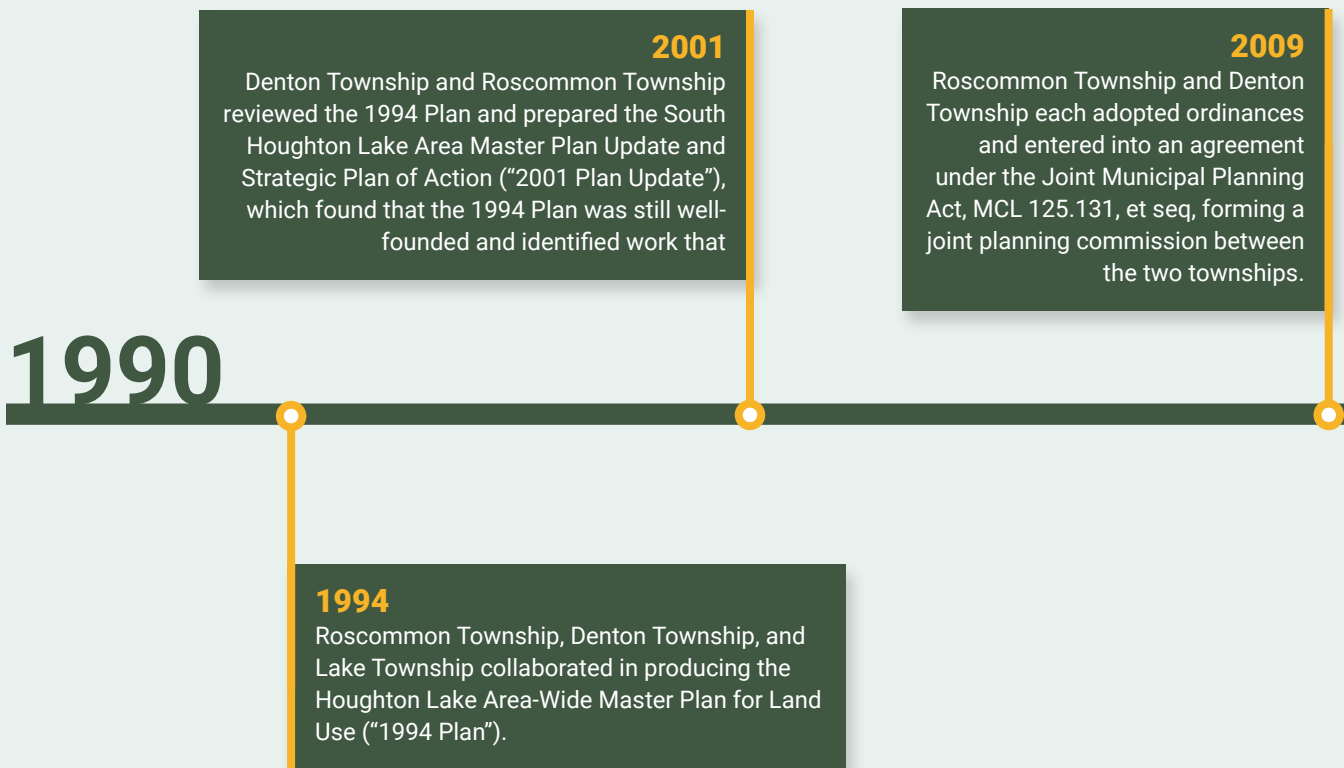 2001
Denton Township and Roscommon Township
reviewed the 1994 Plan and prepared the South
Houghton Lake Area Master Plan Update and
Strategic Plan of Action (“2001 Plan Update”),
which found that the 1994 Plan was still well-
founded and identified work that
2009
Roscommon Township and Denton
Township each adopted ordinances
and entered into an agreement
under the Joint Municipal Planning
Act, MCL 125.131, et seq, forming a
joint planning commission between
the two townships.
1990
1994
Roscommon Township, Denton Township, and
Lake Township collaborated in producing the
Houghton Lake Area-Wide Master Plan for Land
Use (“1994 Plan”).